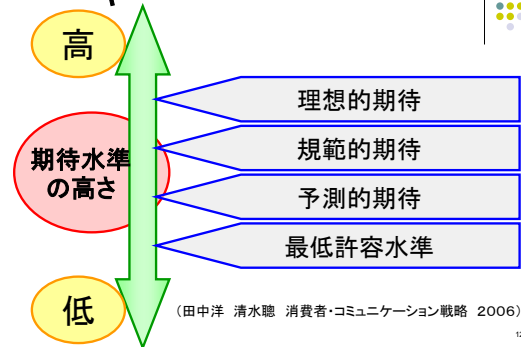 高
理想的期待
規範的期待
期待水準
の高さ
予測的期待
最低許容水準
低
(田中洋 清水聰 消費者・コミュニケーション戦略 2006)
12